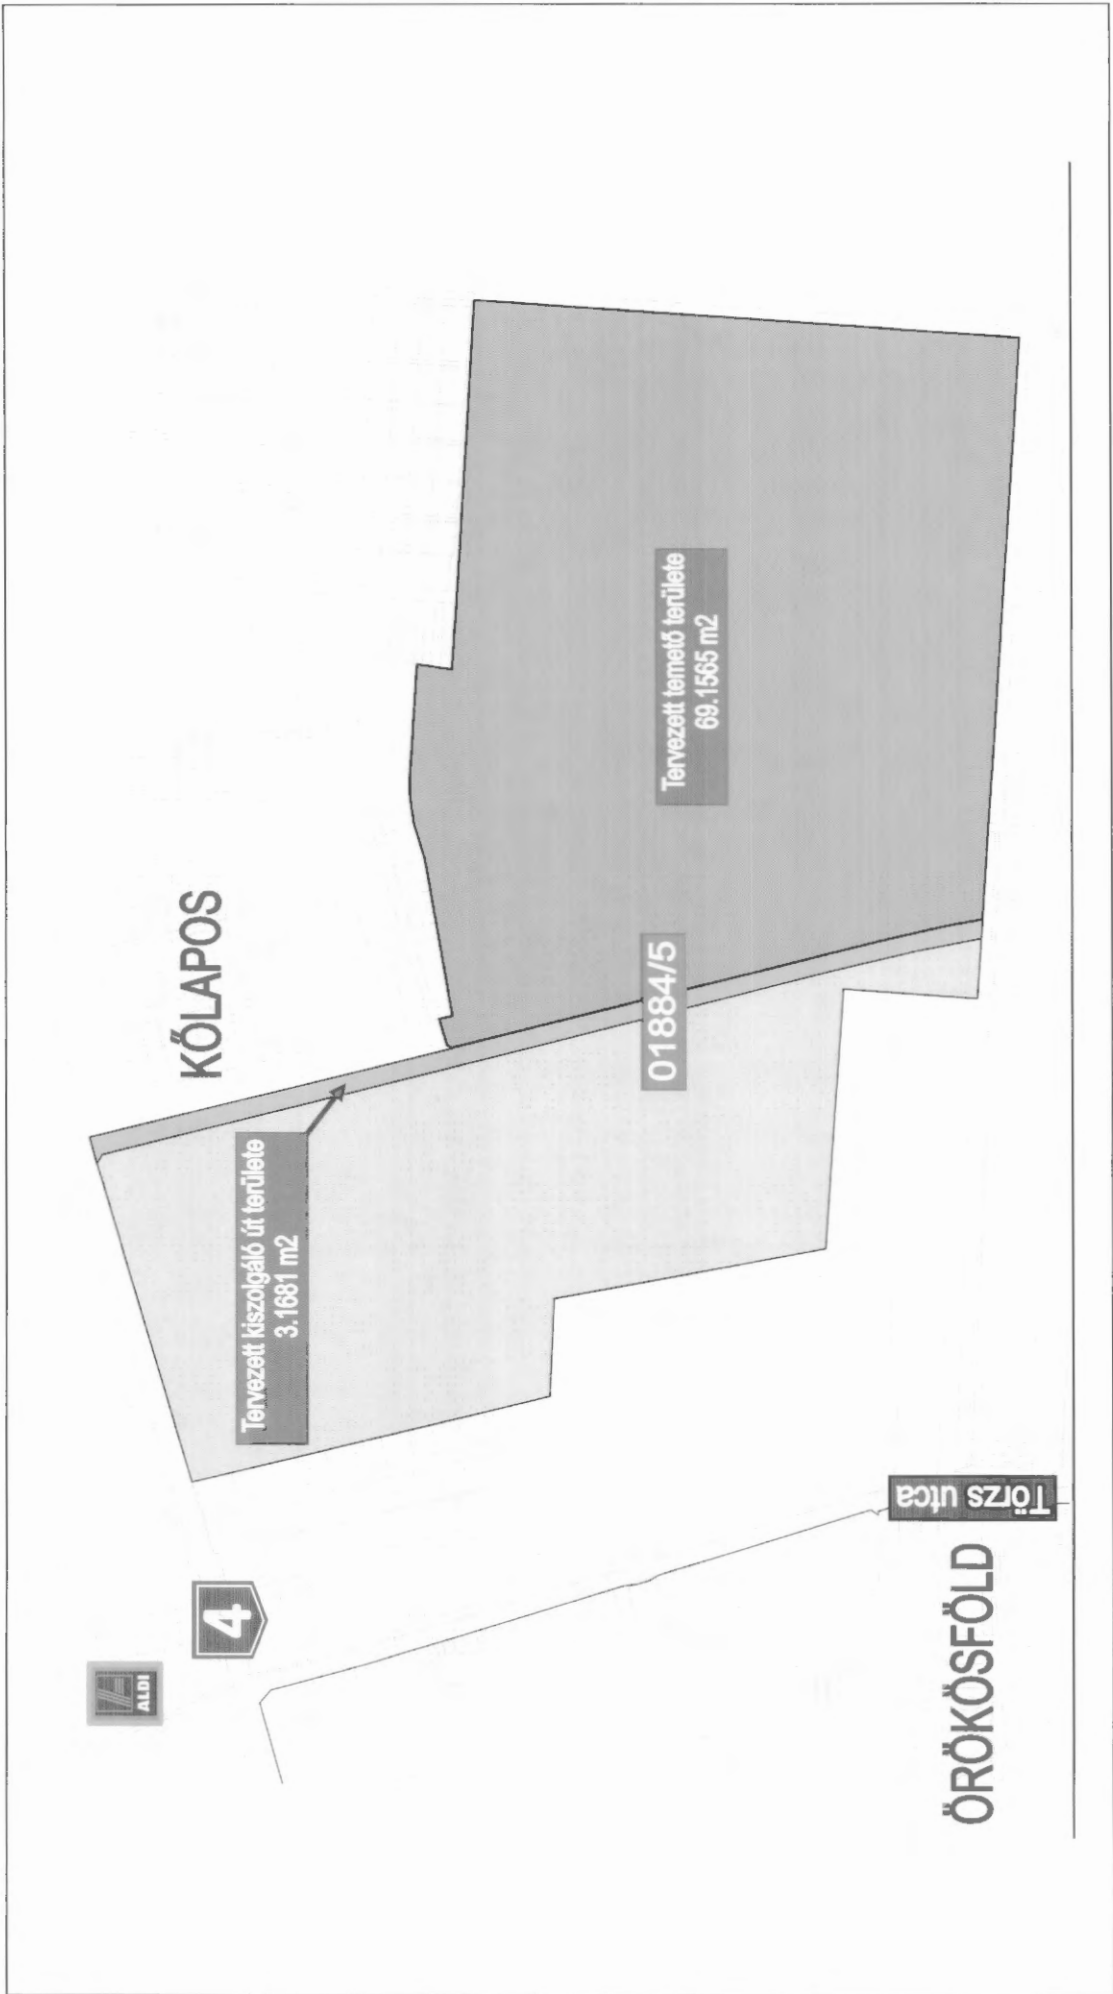 KŐLAPOS
Tervezett kiszolgáló út területe
3.1681 m2
Tervezett temető területe
69.1565 m2
01884/5
4
ALDI
Törzs utca
ÖRÖKÖSFÖLD